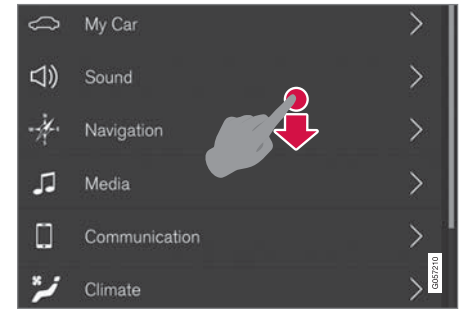 My Car
Sound
Navigation
Media
Communication
Climate
G057210